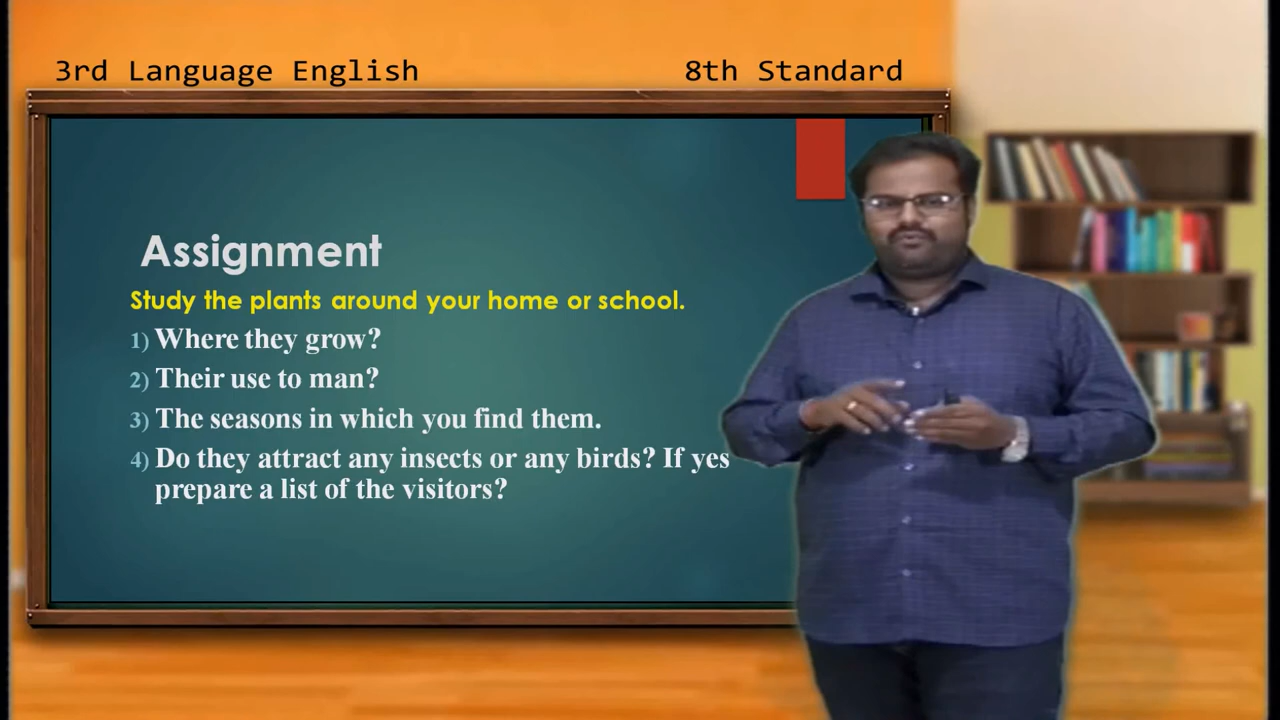 3rd Language English
8th Standard
Assignment
Study the plants around your home or school.
1) Where they grow?
2) Their use to man?
3) The seasons in which you find them.
4) Do they attract any insects or any birds? If yes
prepare a list of the visitors?